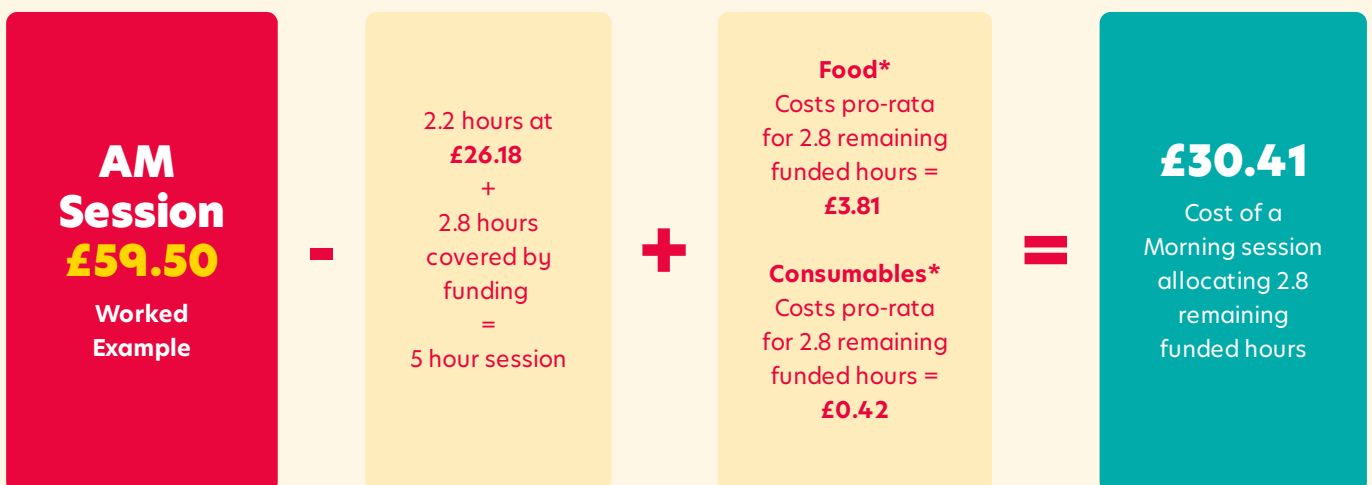 AM
Session
£59.50
Worked
Example
-
2.2 hours at
£26.18
+
2.8 hours
covered by
funding
=
5 hour session
+
Food*
Costs pro-rata
for 2.8 remaining
funded hours =
£3.81
Consumables*
Costs pro-rata
for 2.8 remaining
funded hours =
£0.42
=
£30.41
Cost of a
Morning session
allocating 2.8
remaining
funded hours